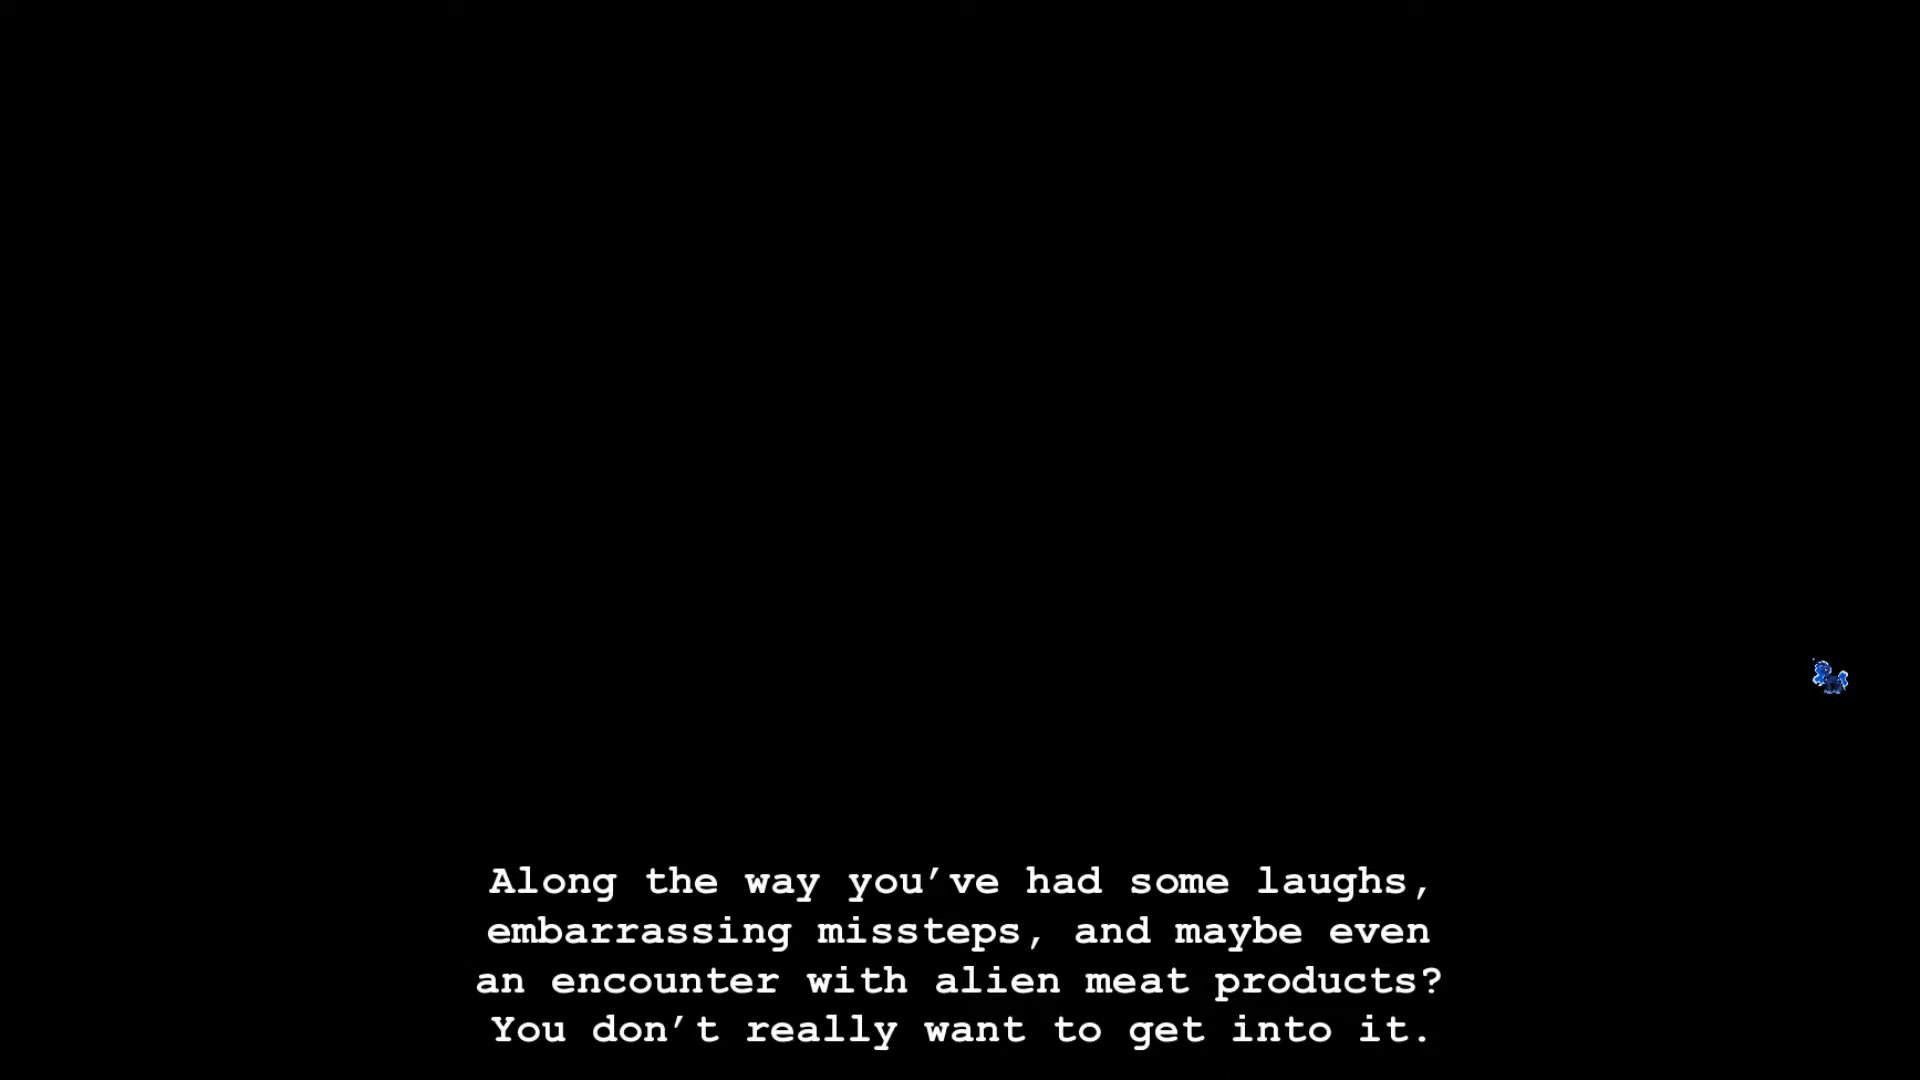 Along the way you’ve had some laughs,
embarrassing missteps, and maybe even
an encounter with alien meat products?
You don’t really want to get into it.